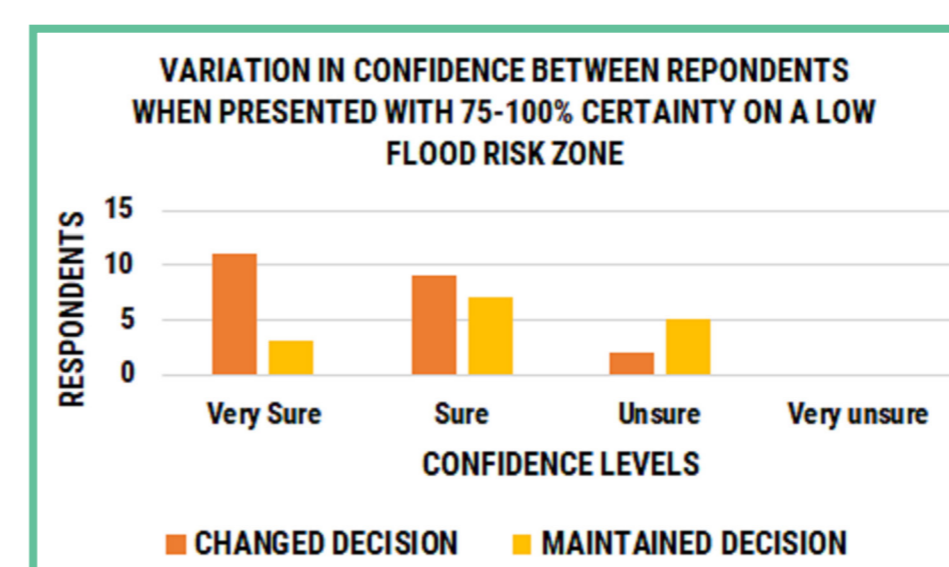 VARIATION IN CONFIDENCE BETWEEN REPONDENTS
WHEN PRESENTED WITH 75-100% CERTAINTY ON A LOW
FLOOD RISK ZONE
RESPONDENTS
15
10
5
0
Very Sure
Sure
Unsure
Very unsure
CONFIDENCE LEVELS
CHANGED DECISION
MAINTAINED DECISION